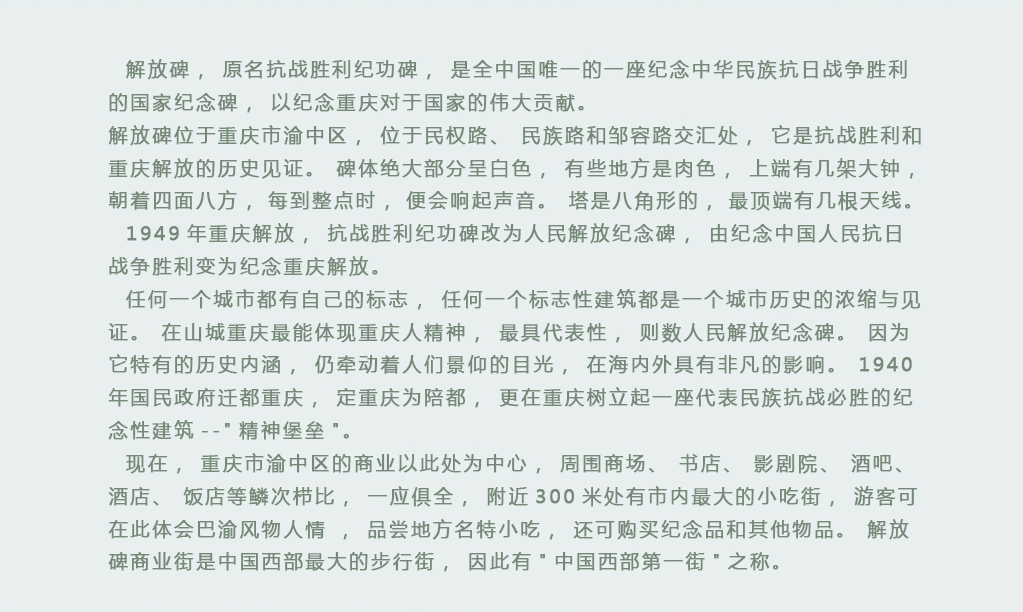 解放碑， 原名抗战胜利纪功碑， 是全中国唯一的一座纪念中华民族抗日战争胜利
的国家纪念碑， 以纪念重庆对于国家的伟大贡献。
解放碑位于重庆市渝中区， 位于民权路、 民族路和邹容路交汇处， 它是抗战胜利和
重庆解放的历史见证。 碑体绝大部分呈白色， 有些地方是肉色， 上端有几架大钟，
朝着四面八方， 每到整点时， 便会响起声音。 塔是八角形的， 最顶端有几根天线。
1949 年重庆解放， 抗战胜利纪功碑改为人民解放纪念碑， 由纪念中国人民抗日
战争胜利变为纪念重庆解放。
任何一个城市都有自己的标志， 任何一个标志性建筑都是一个城市历史的浓缩与见
证。 在山城重庆最能体现重庆人精神， 最具代表性， 则数人民解放纪念碑。 因为
它特有的历史内涵， 仍牵动着人们景仰的目光， 在海内外具有非凡的影响。 1940
年国民政府迁都重庆， 定重庆为陪都， 更在重庆树立起一座代表民族抗战必胜的纪
念性建筑 --" 精神堡垒 "。
现在， 重庆市渝中区的商业以此处为中心， 周围商场、 书店、 影剧院、 酒吧、
酒店、 饭店等鳞次栉比， 一应俱全， 附近 300 米处有市内最大的小吃街， 游客可
在此体会巴渝风物人情 ， 品尝地方名特小吃， 还可购买纪念品和其他物品。 解放
碑商业街是中国西部最大的步行街， 因此有 " 中国西部第一街 " 之称。